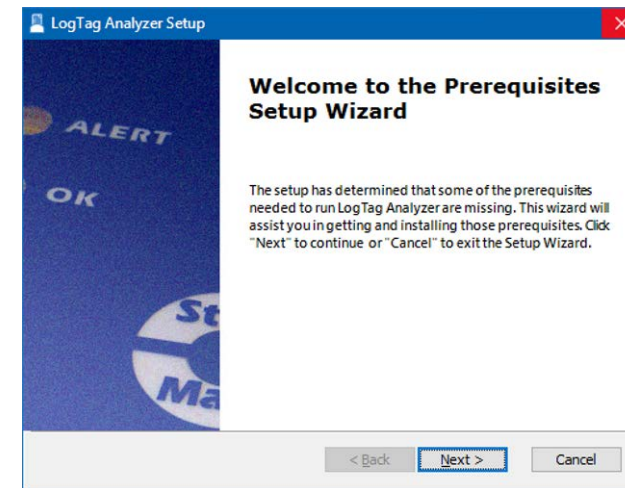 LogTag Analyzer Setup
Welcome to the Prerequisites
Setup Wizard
ALERT
OK
The setup has determined that some of the prerequisites
needed to run LogTag Analyzer are missing. This wizard will
assist you in getting and installing those prerequisites. Click
"Next" to continue or "Cancel" to exit the Setup Wizard.
St
Ma
< Back
Next >
Cancel